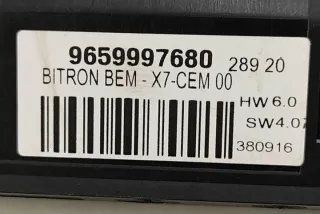 9659997680 289 20
BITRON BEM - X7-CEM 00
HW 6.0
SW4.07
380916